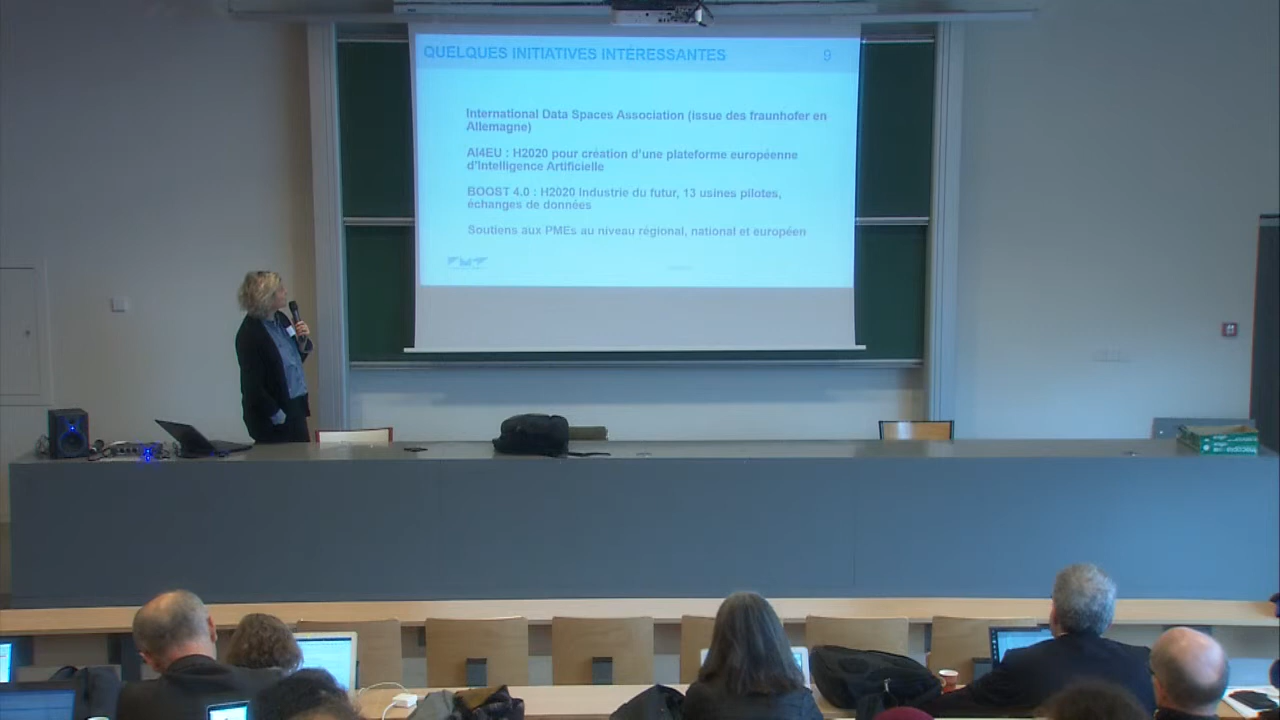 QUELQUES INITIATIVES INTÉRESSANTES 9
International Data Spaces Association (issue des fraunhofer en
Allemagne)
AI4EU : H2020 pour création d'une plateforme européenne
d'Intelligence Artificielle
BOOST 4.0 : H2020 Industrie du futur, 13 usines pilotes,
échanges de données
Soutiens aux PMEs au niveau régional, national et européen